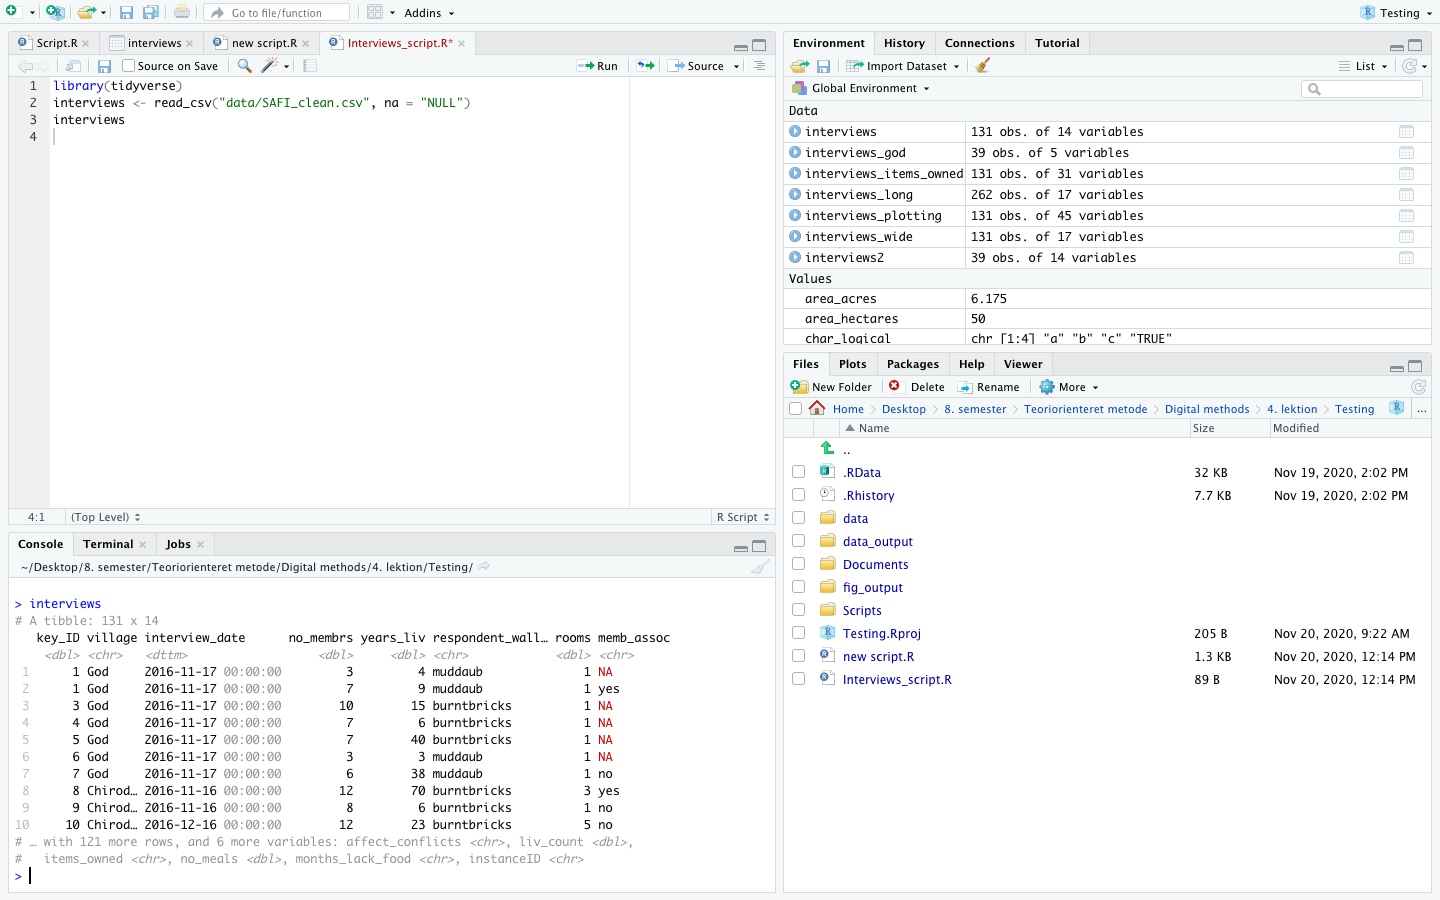 Go to file/function
Addins
Testing
Script.R
interviews
new script.R
Interviews_script.R*
Source on Save
Run
Source
1 library(tidyverse)
2 interviews <- read_csv("data/SAFI_clean.csv", na = "NULL")
3 interviews
4
4:1
(Top Level)
R Script
Console
Terminal
Jobs
~/Desktop/8. semester/Teoriorienteret metode/Digital methods/4. lektion/Testing/
> interviews
# A tibble: 131 x 14
key_ID village interview_date no_membrs years_liv respondent_wall… rooms memb_assoc
<dbl> <chr> <dttm> <dbl> <dbl> <chr> <dbl> <chr>
1 1 God 2016-11-17 00:00:00 3 4 muddaub 1 NA
2 1 God 2016-11-17 00:00:00 7 9 muddaub 1 yes
3 3 God 2016-11-17 00:00:00 10 15 burntbricks 1 NA
4 4 God 2016-11-17 00:00:00 7 6 burntbricks 1 NA
5 5 God 2016-11-17 00:00:00 7 40 burntbricks 1 NA
6 6 God 2016-11-17 00:00:00 3 3 muddaub 1 NA
7 7 God 2016-11-17 00:00:00 6 38 muddaub 1 no
8 8 Chirod… 2016-11-16 00:00:00 12 70 burntbricks 3 yes
9 9 Chirod… 2016-11-16 00:00:00 8 6 burntbricks 1 no
10 10 Chirod… 2016-12-16 00:00:00 12 23 burntbricks 5 no
# … with 121 more rows, and 6 more variables: affect_conflicts <chr>, liv_count <dbl>,
# items_owned <chr>, no_meals <dbl>, months_lack_food <chr>, instanceID <chr>
>
Environment
History
Connections
Tutorial
Import Dataset
List
Global Environment
Data
interviews 131 obs. of 14 variables
interviews_god 39 obs. of 5 variables
interviews_items_owned 131 obs. of 31 variables
interviews_long 262 obs. of 17 variables
interviews_plotting 131 obs. of 45 variables
interviews_wide 131 obs. of 17 variables
interviews2 39 obs. of 14 variables
Values
area_acres 6.175
area_hectares 50
char_logical chr [1:4] "a" "b" "c" "TRUE"
Files
Plots
Packages
Help
Viewer
New Folder
Delete
Rename
More
Home > Desktop > 8. semester > Teoriorienteret metode > Digital methods > 4. lektion > Testing ...
Name Size Modified
..
.RData 32 KB Nov 19, 2020, 2:02 PM
.Rhistory 7.7 KB Nov 19, 2020, 2:02 PM
data
data_output
Documents
fig_output
Scripts
Testing.Rproj 205 B Nov 20, 2020, 9:22 AM
new script.R 1.3 KB Nov 20, 2020, 12:14 PM
Interviews_script.R 89 B Nov 20, 2020, 12:14 PM